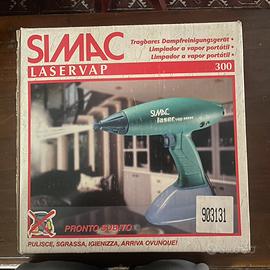 SIMAC
LASERVAP
Tragbares Dampfreinigungsgerät •
Limpiador a vapor portátil •
Limpiador a vapor portátil •
300
SIMAC
laser
903131
PRONTO SUBITO
PULISCE, SGRASSA, IGIENIZZA, ARRIVA OVUNQUE!